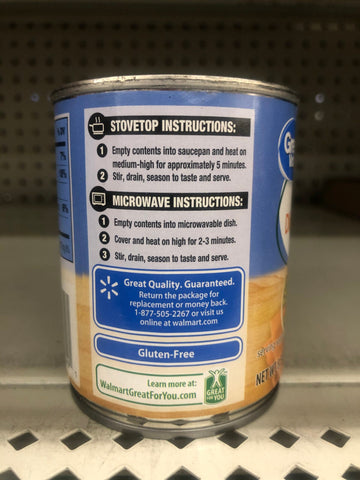 STOVETOP INSTRUCTIONS:
1 Empty contents into saucepan and heat on
medium-high for approximately 5 minutes.
2 Stir, drain, season to taste and serve.
MICROWAVE INSTRUCTIONS:
1 Empty contents into microwavable dish.
2 Cover and heat on high for 2-3 minutes.
3 Stir, drain, season to taste and serve.
Great Quality. Guaranteed.
Return the package for
replacement or money back.
1-877-505-2267 or visit us
online at walmart.com
Gluten-Free
Learn more at:
WalmartGreatForYou.com
GREAT
FOR YOU
% DV
7%
NET